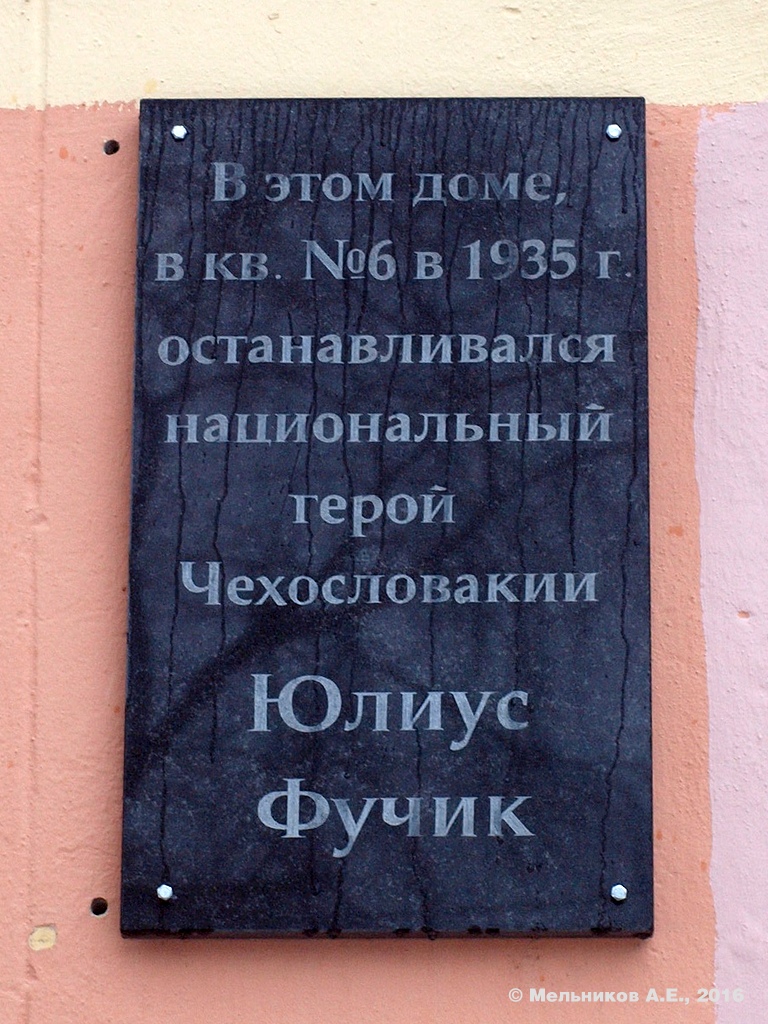 В этом доме,
в кв. №6 в 1935 г.
останавливался
национальный
герой
Чехословакии
Юлиус
Фучик
© Мельников А.Е., 2016